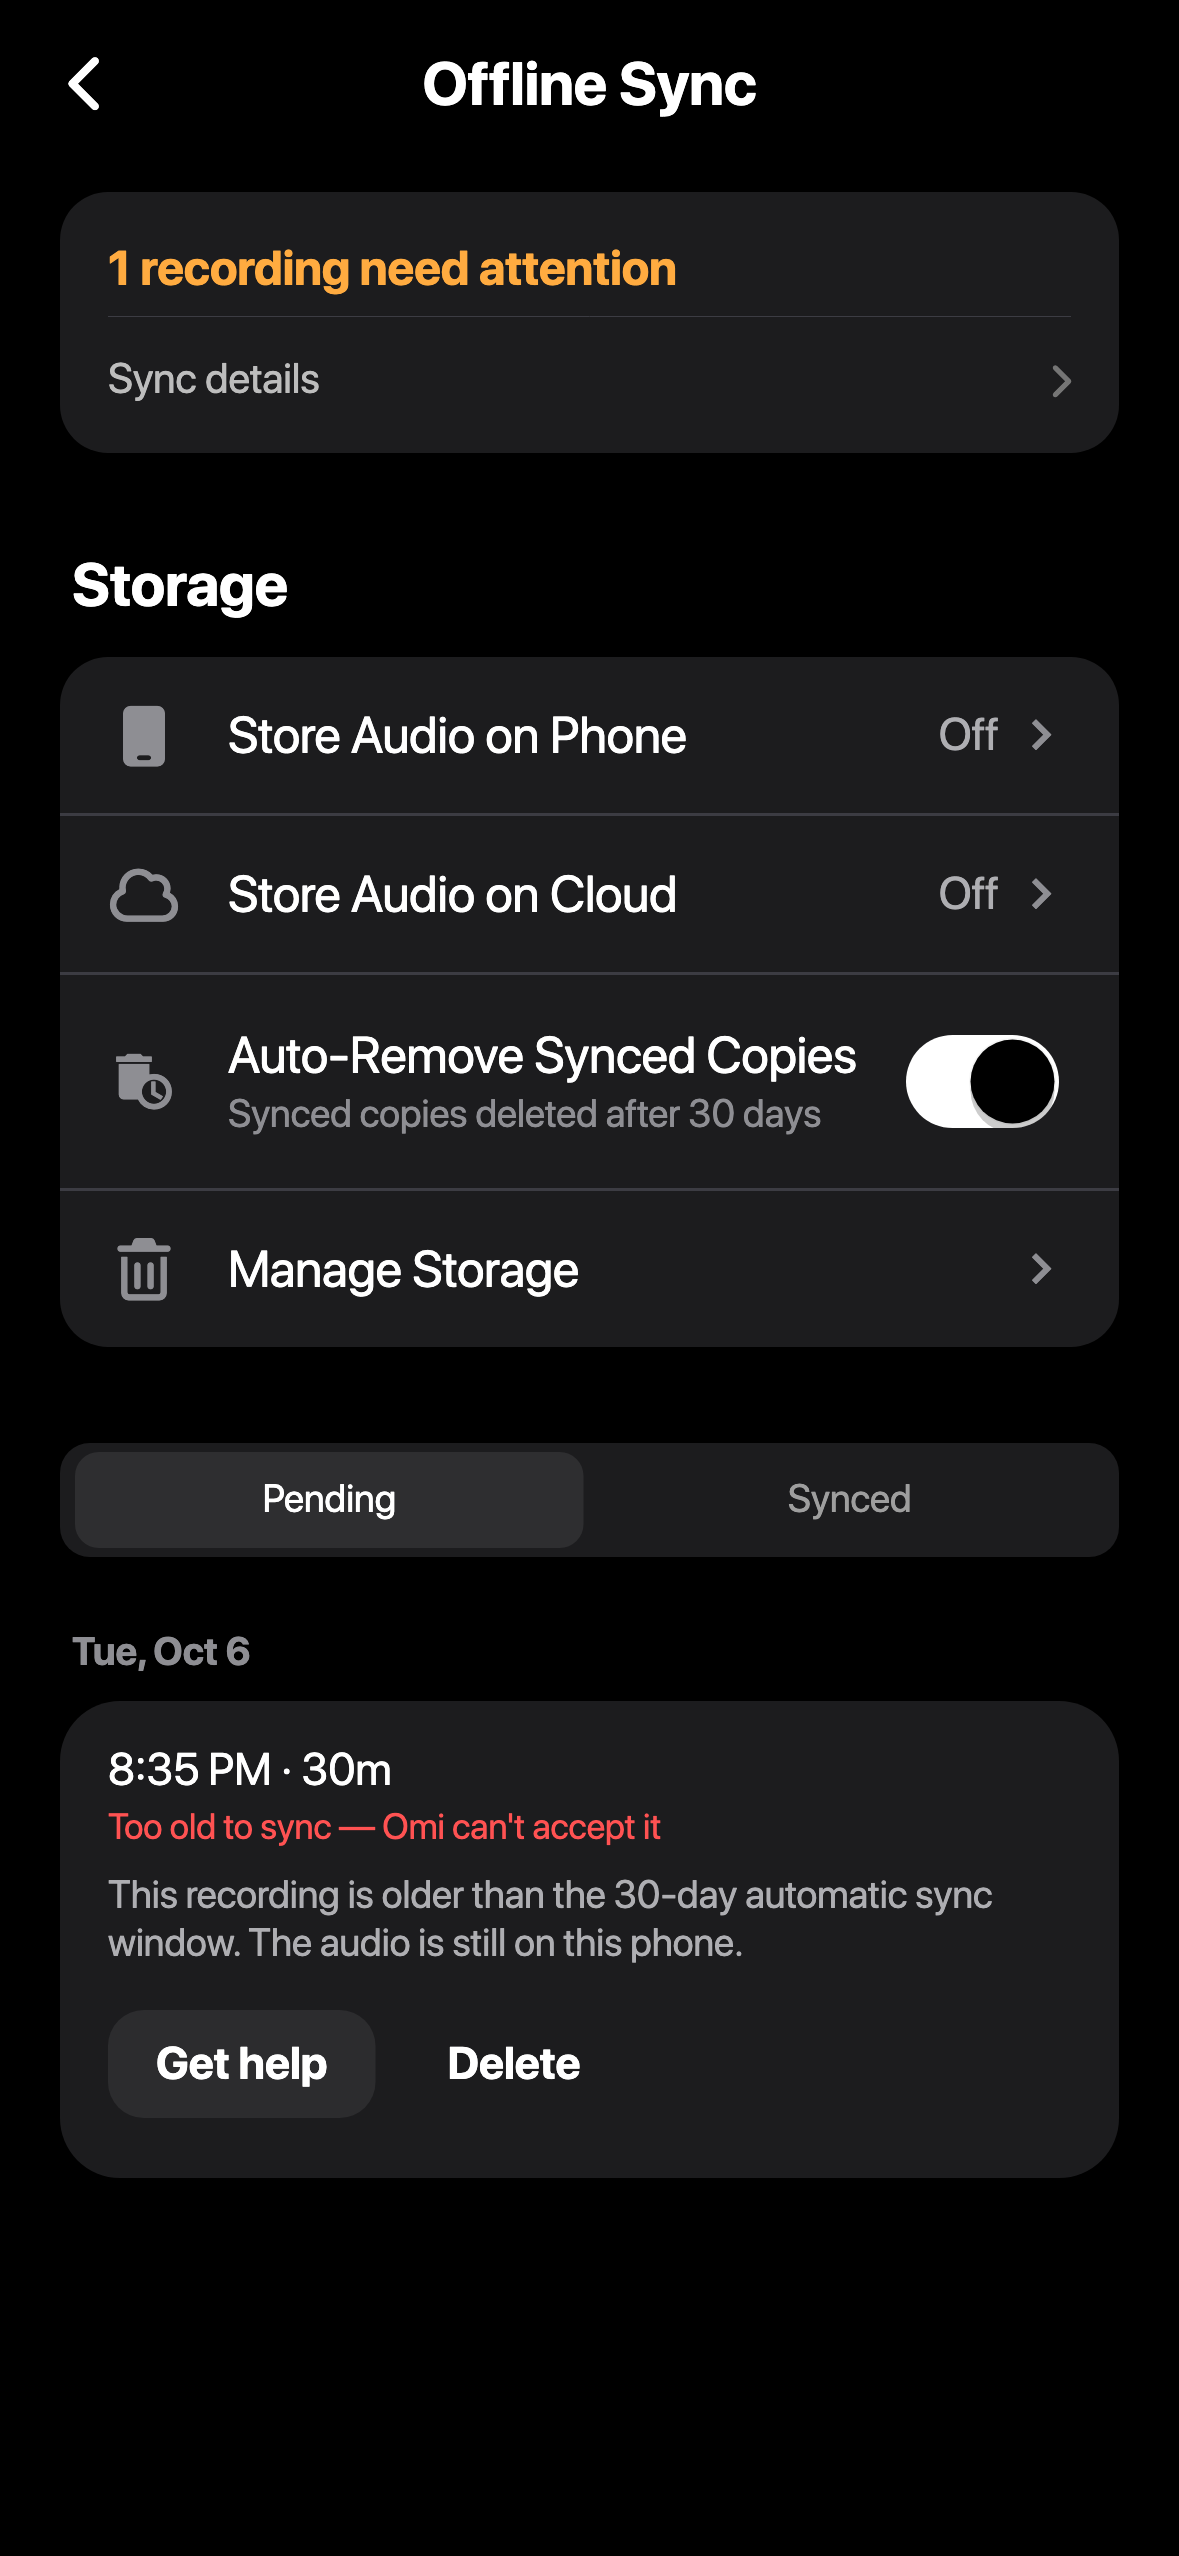 Offline Sync
1 recording need attention
Sync details
Storage
Store Audio on Phone
Off
Store Audio on Cloud
Off
Auto-Remove Synced Copies
Synced copies deleted after 30 days
Manage Storage
Pending
Synced
Tue, Oct 6
8:35 PM · 30m
Too old to sync — Omi can't accept it
This recording is older than the 30-day automatic sync
window. The audio is still on this phone.
Get help
Delete